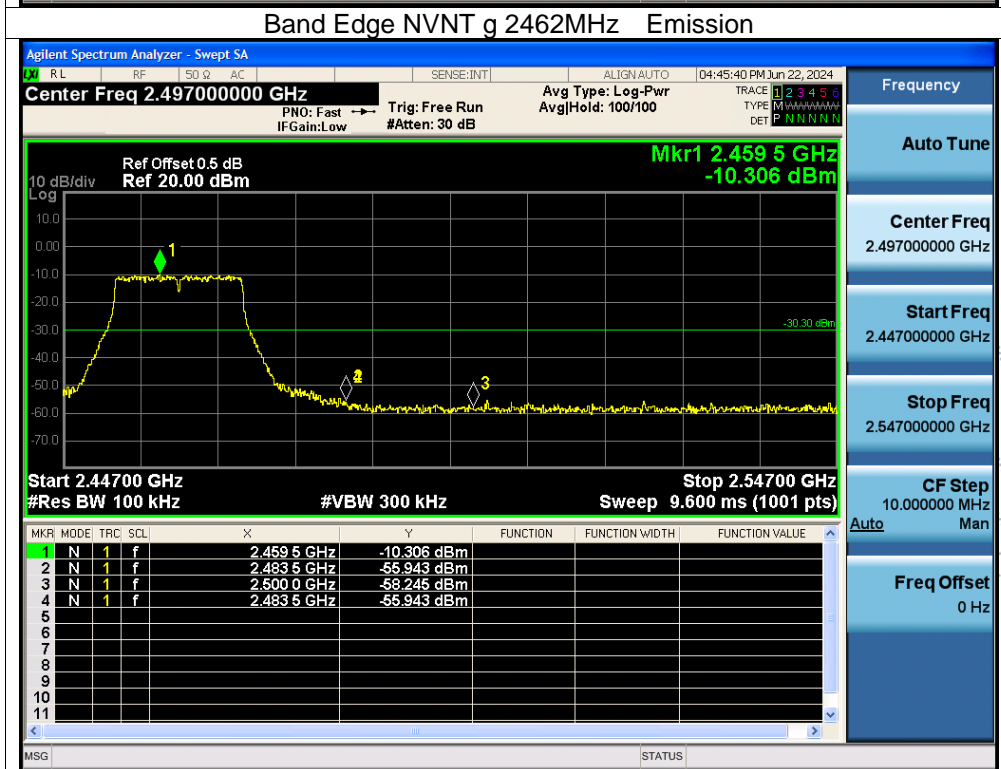 Band Edge NVNT g 2462MHz Emission
Agilent Spectrum Analyzer - Swept SA
LXI RL RF 50 Ω AC SENSE:INT ALIGN AUTO 04:45:40 PM Jun 22, 2024
Center Freq 2.497000000 GHz
PNO: Fast
IFGain:Low
Trig: Free Run
#Atten: 30 dB
Avg Type: Log-Pwr
Avg|Hold: 100/100
TRACE 1 2 3 4 5 6
TYPE MWWWWW
DET P N N N N N
Frequency
Auto Tune
Center Freq
2.497000000 GHz
Start Freq
2.447000000 GHz
Stop Freq
2.547000000 GHz
CF Step
10.000000 MHz
Auto Man
Freq Offset
0 Hz
Mkr1 2.459 5 GHz
-10.306 dBm
Ref Offset 0.5 dB
10 dB/div Ref 20.00 dBm
Log
10.0
0.00
-10.0
-20.0
-30.0
-40.0
-50.0
-60.0
-70.0
1
3
-30.30 dBm
Start 2.44700 GHz Stop 2.54700 GHz
#Res BW 100 kHz #VBW 300 kHz Sweep 9.600 ms (1001 pts)
MKR MODE TRC SCL X Y FUNCTION FUNCTION WIDTH FUNCTION VALUE
1 N 1 f 2.459 5 GHz -10.306 dBm
2 N 1 f 2.483 5 GHz -55.943 dBm
3 N 1 f 2.500 0 GHz -58.245 dBm
4 N 1 f 2.483 5 GHz -55.943 dBm
5
6
7
8
9
10
11
MSG STATUS